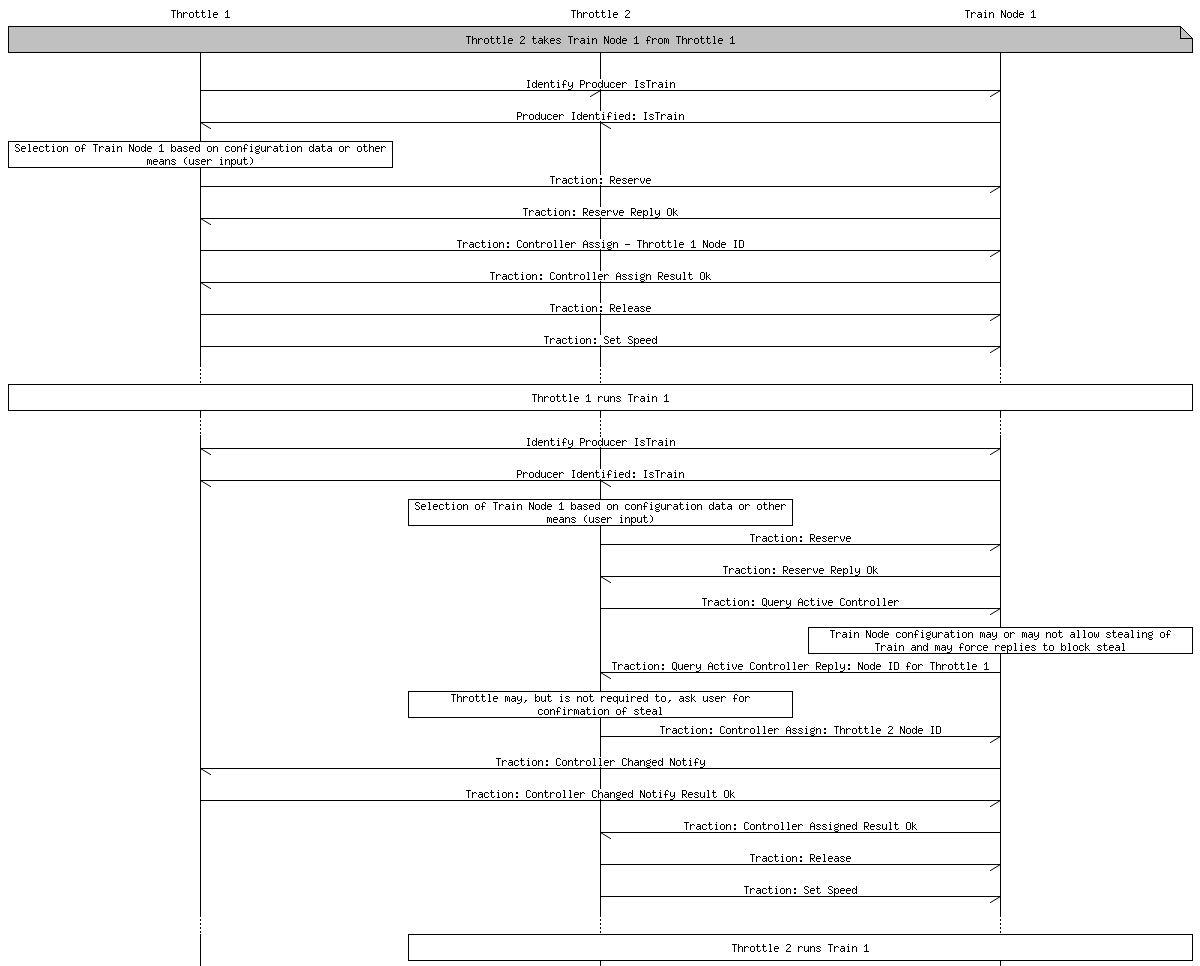 Throttle 1 Throttle 2 Train Node 1
Throttle 2 takes Train Node 1 from Throttle 1
Identify Producer IsTrain
Producer Identified: IsTrain
Selection of Train Node 1 based on configuration data or other
means (user input)
Traction: Reserve
Traction: Reserve Reply Ok
Traction: Controller Assign - Throttle 1 Node ID
Traction: Controller Assign Result Ok
Traction: Release
Traction: Set Speed
Throttle 1 runs Train 1
Identify Producer IsTrain
Producer Identified: IsTrain
Selection of Train Node 1 based on configuration data or other
means (user input)
Traction: Reserve
Traction: Reserve Reply Ok
Traction: Query Active Controller
Train Node configuration may or may not allow stealing of
Train and may force replies to block steal
Traction: Query Active Controller Reply: Node ID for Throttle 1
Throttle may, but is not required to, ask user for
confirmation of steal
Traction: Controller Assign: Throttle 2 Node ID
Traction: Controller Changed Notify
Traction: Controller Changed Notify Result Ok
Traction: Controller Assigned Result Ok
Traction: Release
Traction: Set Speed
Throttle 2 runs Train 1